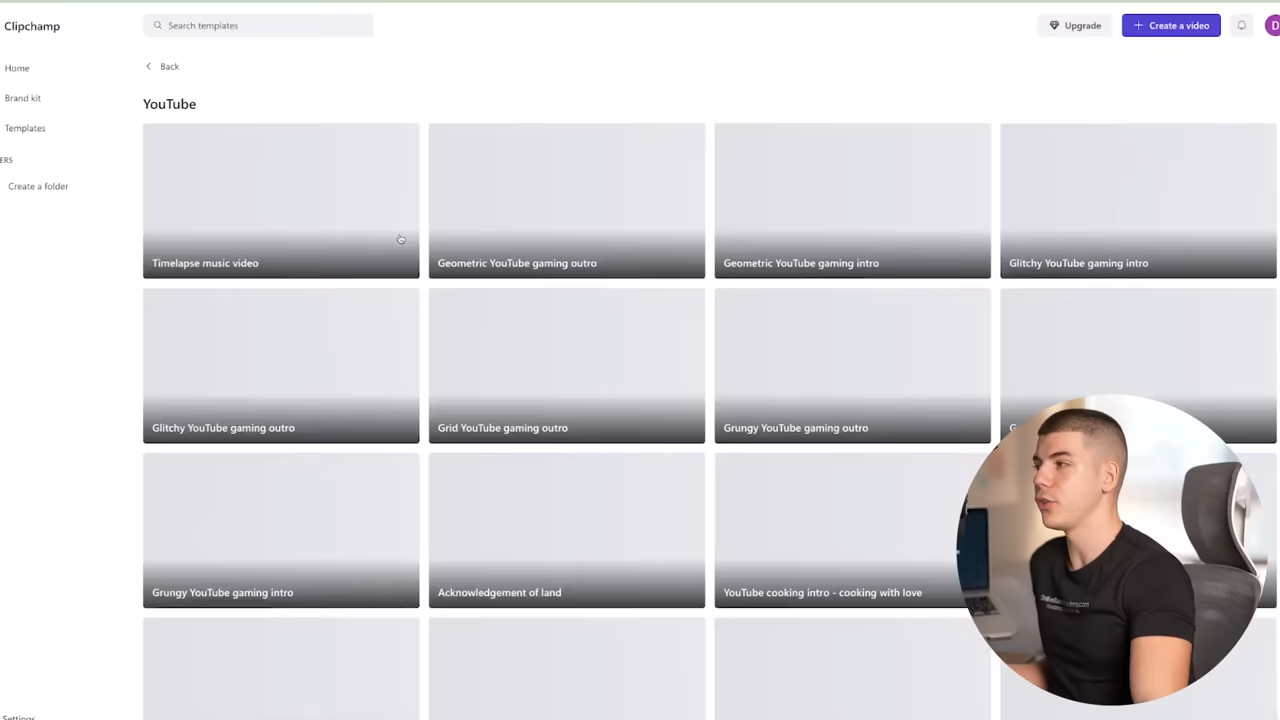 Clipchamp
Search templates
Upgrade
+ Create a video
D
Home
Brand kit
Templates
ERS
Create a folder
Settings
Back
YouTube
Timelapse music video
Geometric YouTube gaming outro
Geometric YouTube gaming intro
Glitchy YouTube gaming intro
Glitchy YouTube gaming outro
Grid YouTube gaming outro
Grungy YouTube gaming outro
Grungy YouTube gaming intro
Acknowledgement of land
YouTube cooking intro - cooking with love